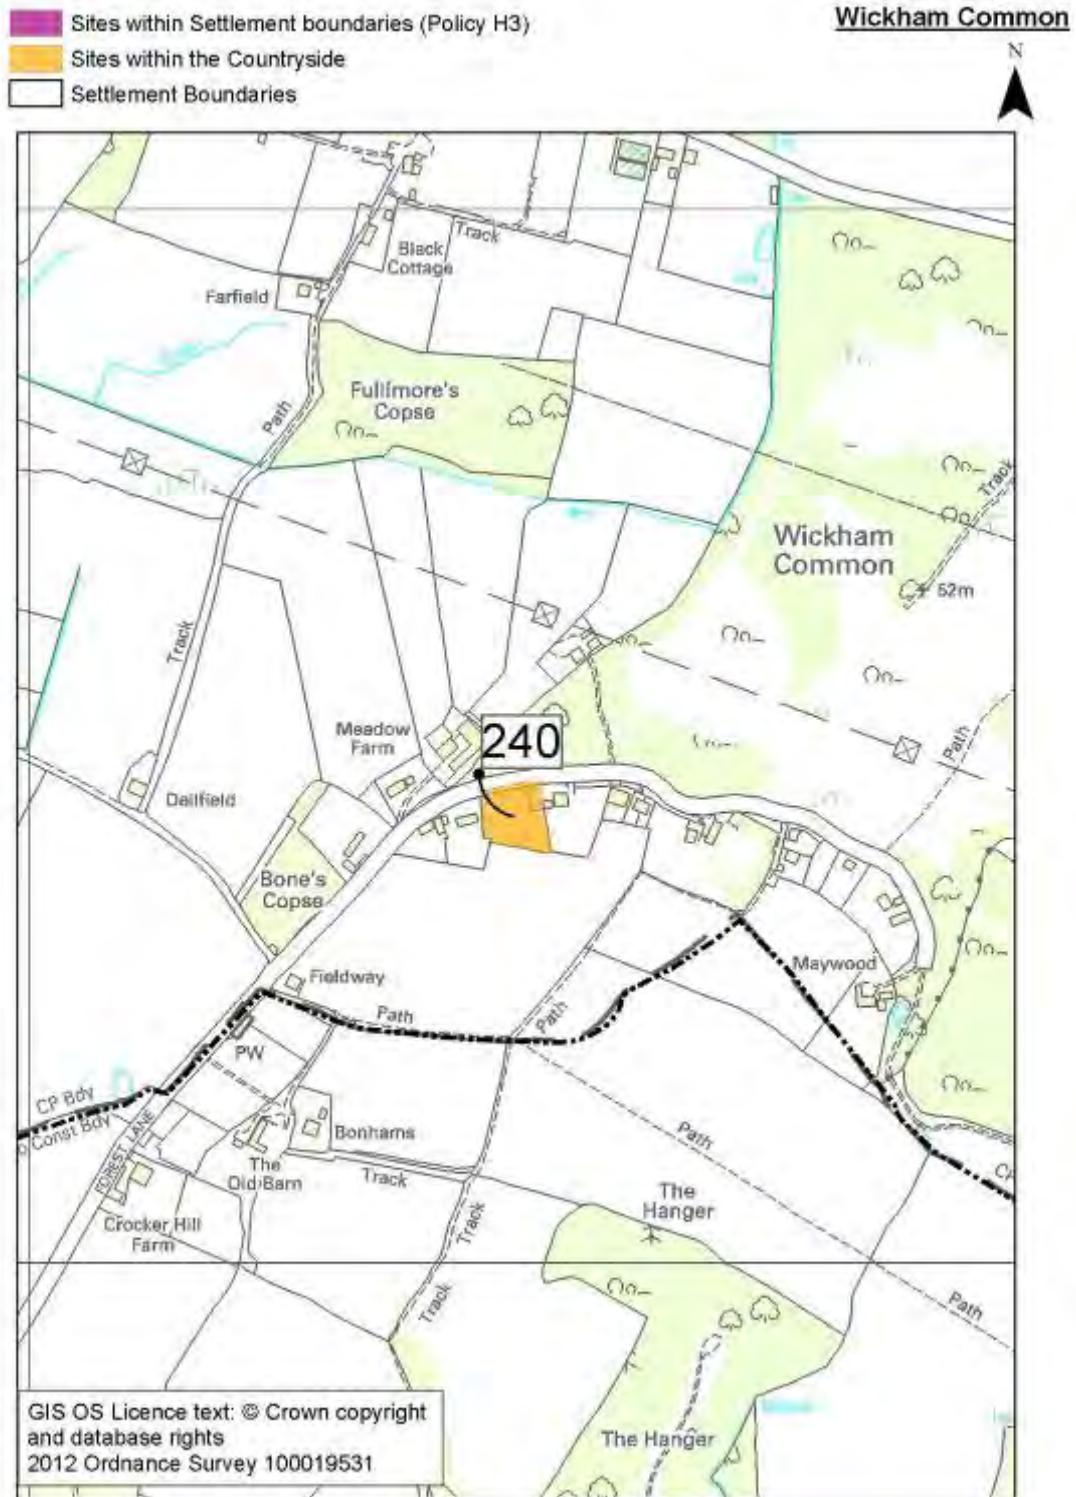 Sites within Settlement boundaries (Policy H3)
Sites within the Countryside
Settlement Boundaries
Wickham Common
N
Track
Black
Cottage
Farfield
Fullimore's
Copse
Path
Track
Wickham
Common
52m
Track
Meadow
Farm
240
Path
Dellfield
Bone's
Copse
Maywood
Fieldway
Path
Path
PW
CP Bdy
o Const Bdy
FOREST LANE
Bonhams
Path
The
Old Barn
Track
CP
The
Hanger
Crocker Hill
Farm
Track
Track
Path
GIS OS Licence text: © Crown copyright
and database rights
2012 Ordnance Survey 100019531
The Hanger